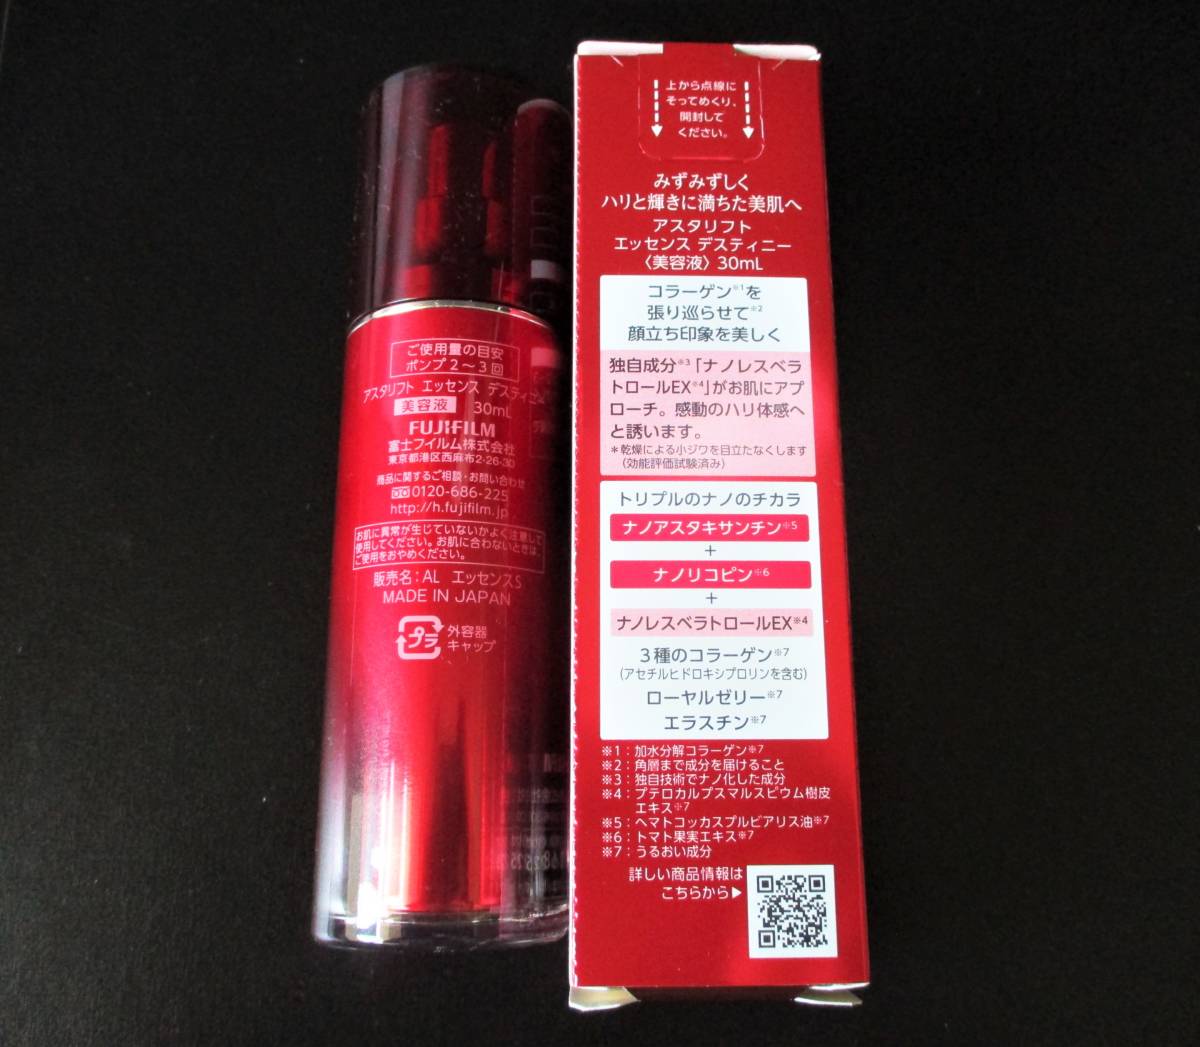 ご使用量の目安
ポンプ2～3回
アスタリフト エッセンス デスティニー
美容液 30mL
FUJIFILM
富士フイルム株式会社
東京都港区西麻布2-26-30
商品に関するご相談・お問い合わせ
0120-686-225
http://h.fujifilm.jp
お肌に異常が生じていないかよく注意して
使用してください。お肌に合わないときは、
ご使用をおやめください。
販売名：AL エッセンスS
MADE IN JAPAN
プラ
外容器
キャップ
上から点線に
そってめくり、
開封して
ください。
みずみずしく
ハリと輝きに満ちた美肌へ
アスタリフト
エッセンス デスティニー
〈美容液〉30mL
コラーゲン※1を
張り巡らせて※2
顔立ち印象を美しく
独自成分※3「ナノレスベラ
トロールEX※4」がお肌にアプ
ローチ。感動のハリ体感へ
と誘います。
＊乾燥による小ジワを目立たなくします
（効能評価試験済み）
トリプルのナノのチカラ
ナノアスタキサンチン※5
+
ナノリコピン※6
+
ナノレスベラトロールEX※4
3種のコラーゲン※7
（アセチルヒドロキシプロリンを含む）
ローヤルゼリー※7
エラスチン※7
※1：加水分解コラーゲン※7
※2：角層まで成分を届けること
※3：独自技術でナノ化した成分
※4：プテロカルプスマルスピウム樹皮
エキス※7
※5：ヘマトコッカスプルビアリス油※7
※6：トマト果実エキス※7
※7：うるおい成分
詳しい商品情報は
こちらから▶